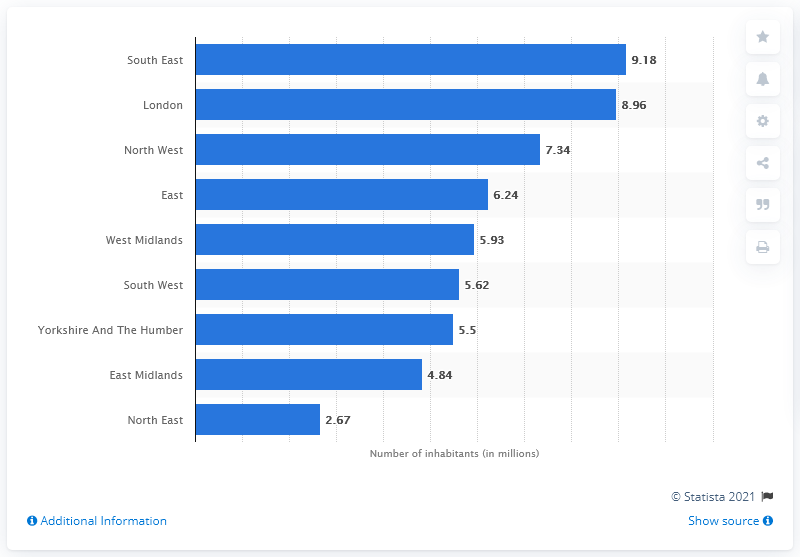 South East 9.18
London 8.96
North West 7.34
East 6.24
West Midlands 5.93
South West 5.62
Yorkshire And The Humber 5.5
East Midlands 4.84
North East 2.67
Number of inhabitants (in millions)
© Statista 2021
Additional Information
Show source